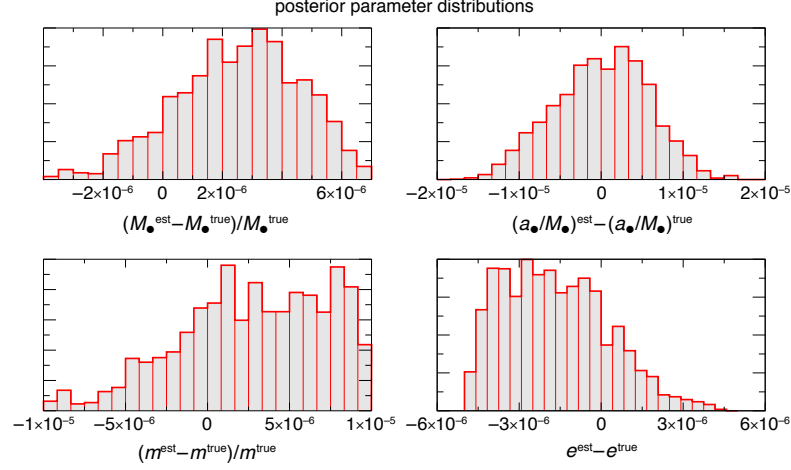 posterior parameter distributions
−2×10⁻⁶ 0 2×10⁻⁶ 6×10⁻⁶
(M●ᵉˢᵗ−M●ᵗʳᵘᵉ)/M●ᵗʳᵘᵉ
−2×10⁻⁵ −1×10⁻⁵ 0 1×10⁻⁵ 2×10⁻⁵
(a●/M●)ᵉˢᵗ−(a●/M●)ᵗʳᵘᵉ
−1×10⁻⁵ −5×10⁻⁶ 0 5×10⁻⁶ 1×10⁻⁵
(mᵉˢᵗ−mᵗʳᵘᵉ)/mᵗʳᵘᵉ
−6×10⁻⁶ −3×10⁻⁶ 0 3×10⁻⁶ 6×10⁻⁶
eᵉˢᵗ−eᵗʳᵘᵉ